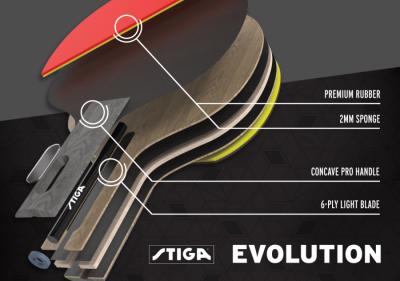 PREMIUM RUBBER
2MM SPONGE
CONCAVE PRO HANDLE
6-PLY LIGHT BLADE
STIGA
STIGA EVOLUTION